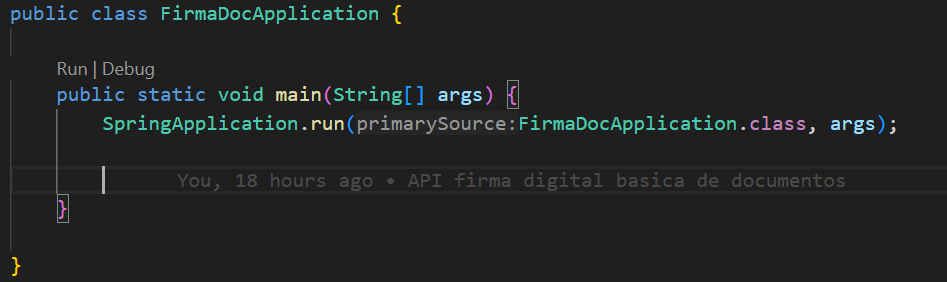 public class FirmaDocApplication {
Run | Debug
public static void main(String[] args) {
SpringApplication.run(primarySource:FirmaDocApplication.class, args);
You, 18 hours ago • API firma digital basica de documentos
}
}